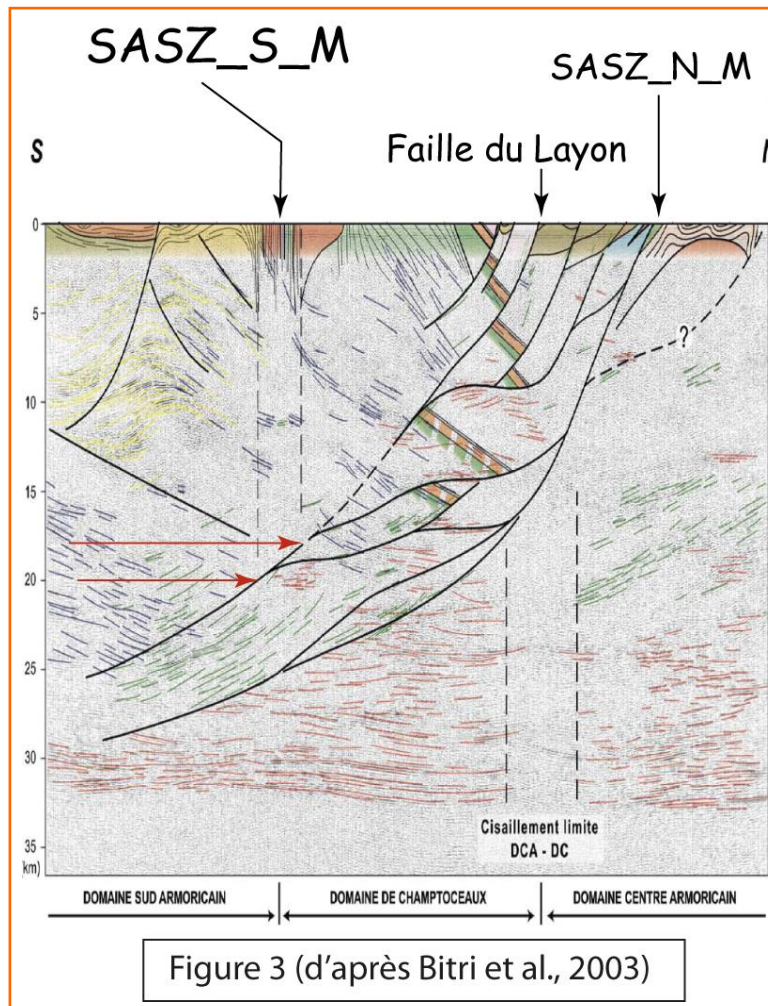 SASZ_S_M
SASZ_N_M
S
Faille du Layon
0
5
?
10
15
20
25
30
35
(km)
Cisaillement limite
DCA - DC
DOMAINE SUD ARMORICAIN
DOMAINE DE CHAMPTOCEAUX
DOMAINE CENTRE ARMORICAIN
Figure 3 (d'après Bitri et al., 2003)